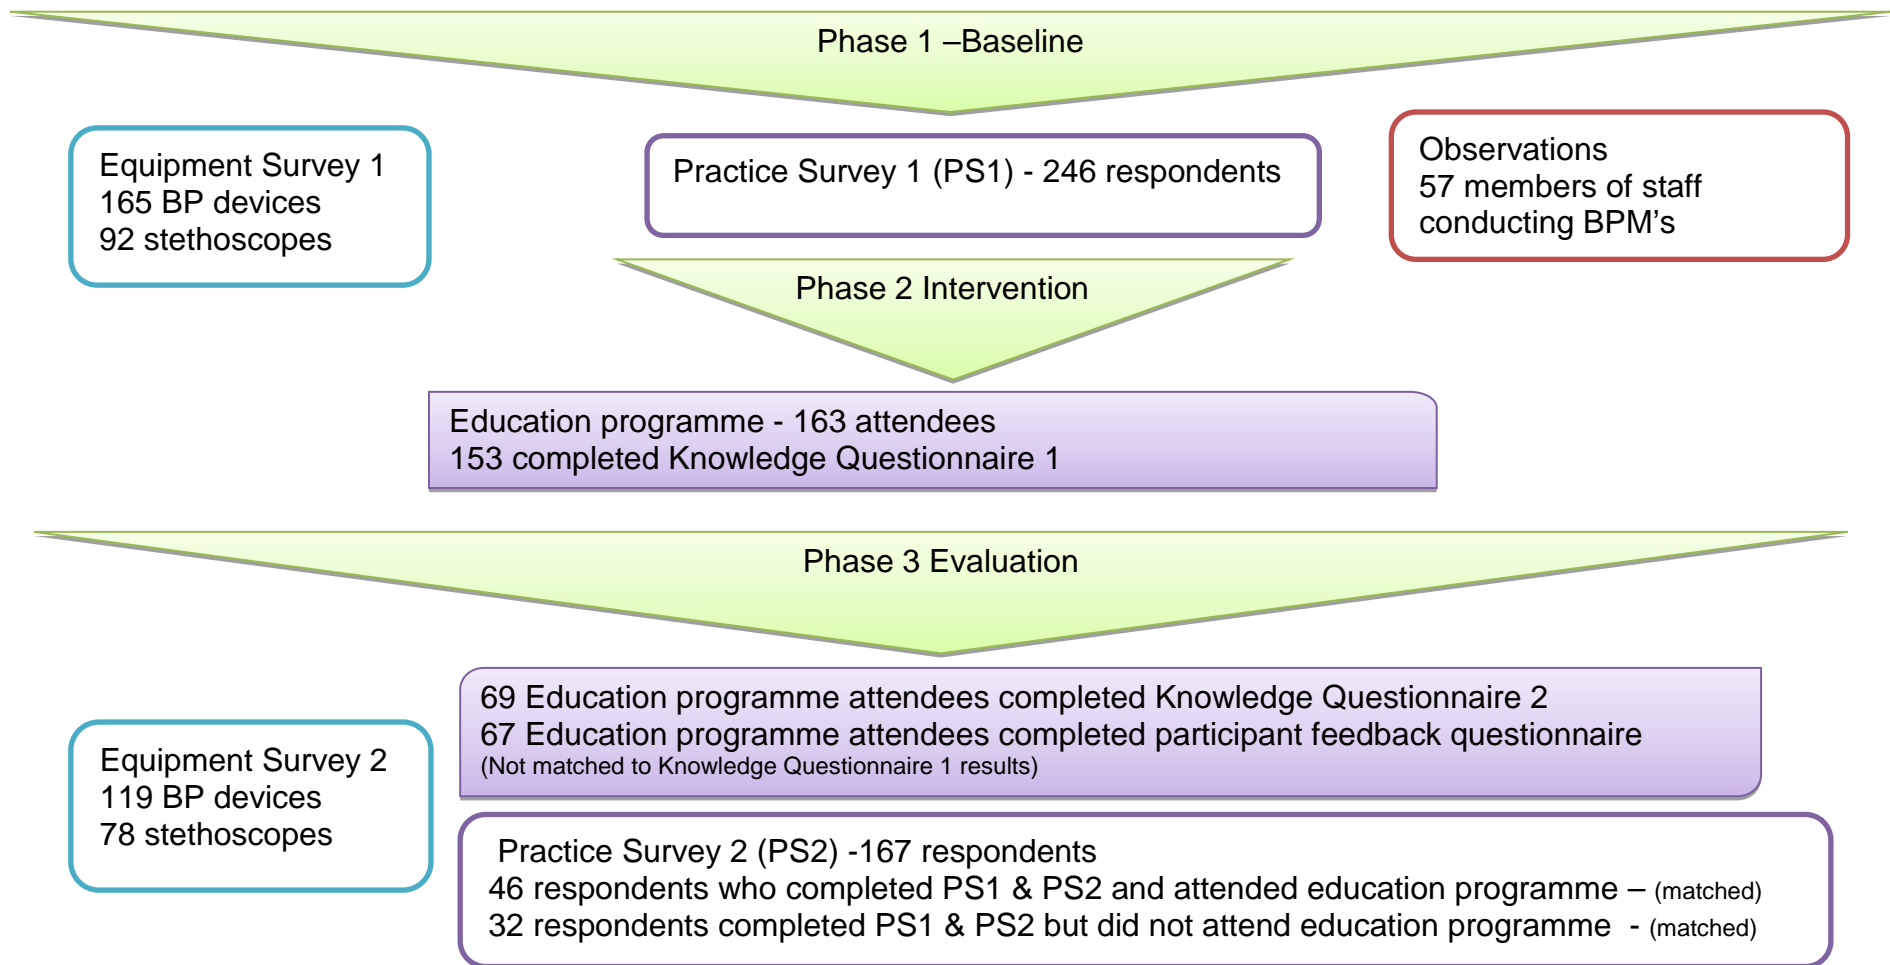 Phase 1 –Baseline
Equipment Survey 1
165 BP devices
92 stethoscopes
Practice Survey 1 (PS1) - 246 respondents
Observations
57 members of staff
conducting BPM's
Phase 2 Intervention
Education programme - 163 attendees
153 completed Knowledge Questionnaire 1
Phase 3 Evaluation
69 Education programme attendees completed Knowledge Questionnaire 2
67 Education programme attendees completed participant feedback questionnaire
(Not matched to Knowledge Questionnaire 1 results)
Equipment Survey 2
119 BP devices
78 stethoscopes
Practice Survey 2 (PS2) -167 respondents
46 respondents who completed PS1 & PS2 and attended education programme – (matched)
32 respondents completed PS1 & PS2 but did not attend education programme - (matched)